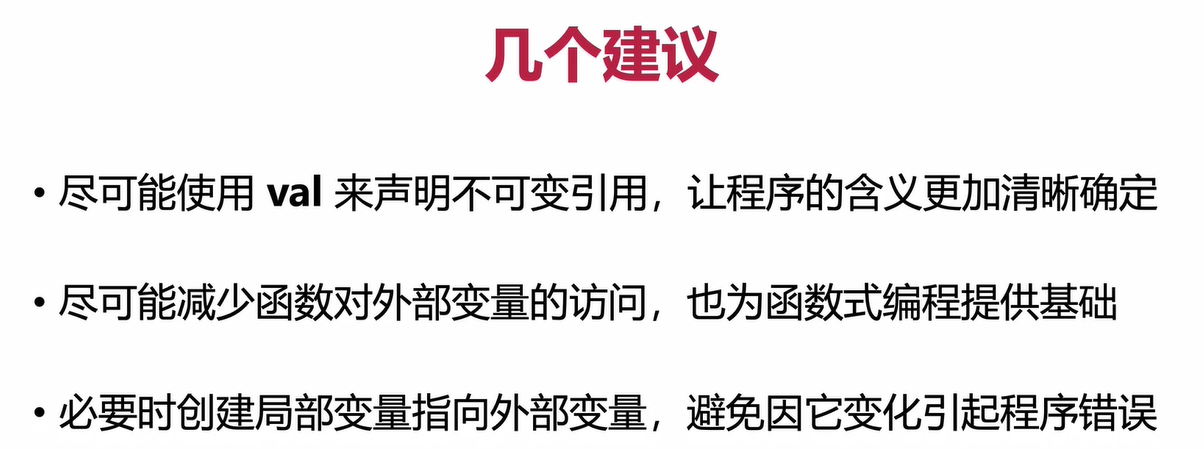 几个建议
• 尽可能使用 val 来声明不可变引用，让程序的含义更加清晰确定
• 尽可能减少函数对外部变量的访问，也为函数式编程提供基础
• 必要时创建局部变量指向外部变量，避免因它变化引起程序错误